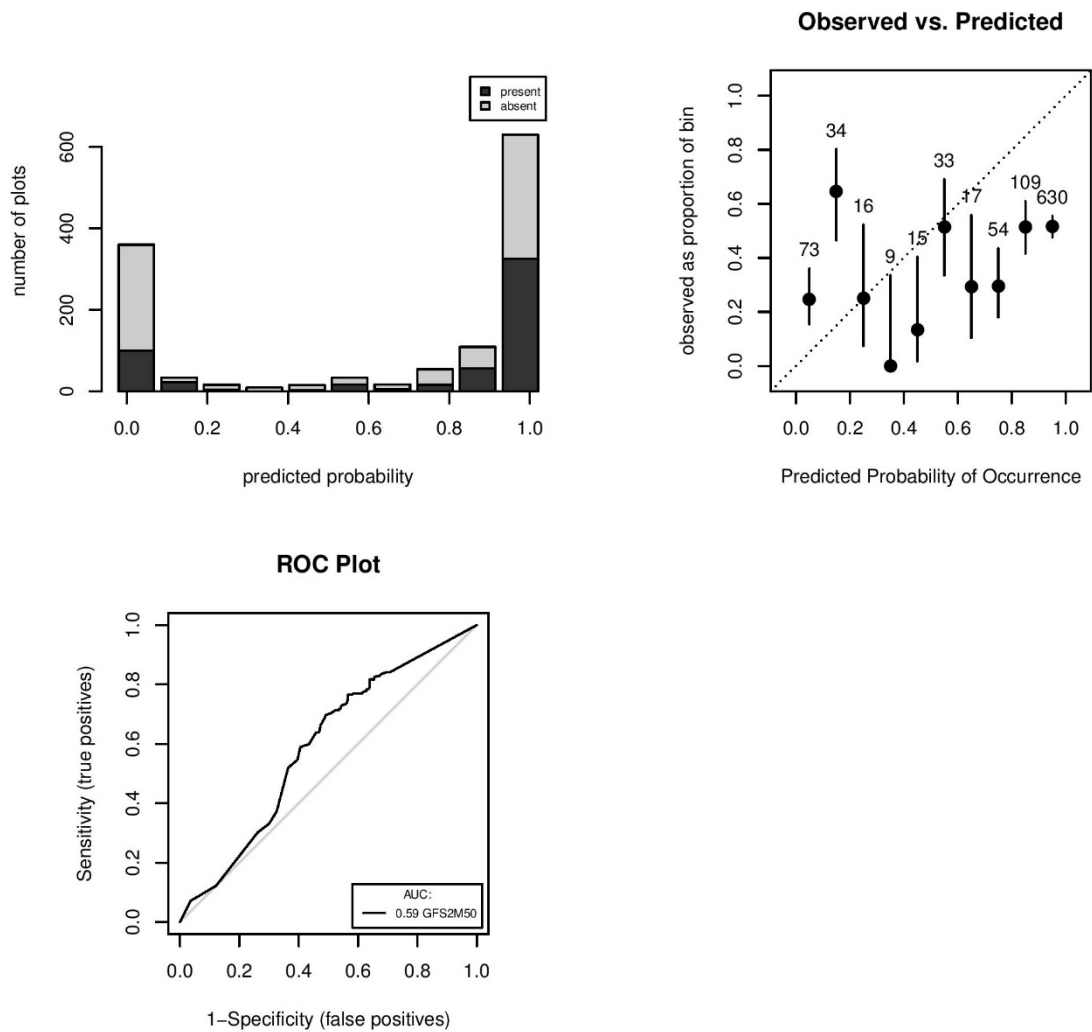 present
absent
number of plots
0
200
400
600
0.0 0.2 0.4 0.6 0.8 1.0
predicted probability
Observed vs. Predicted
observed as proportion of bin
0.0
0.2
0.4
0.6
0.8
1.0
73
34
16
9
15
33
17
54
109
630
0.0 0.2 0.4 0.6 0.8 1.0
Predicted Probability of Occurrence
ROC Plot
Sensitivity (true positives)
0.0
0.2
0.4
0.6
0.8
1.0
AUC:
0.59 GFS2M50
0.0 0.2 0.4 0.6 0.8 1.0
1−Specificity (false positives)